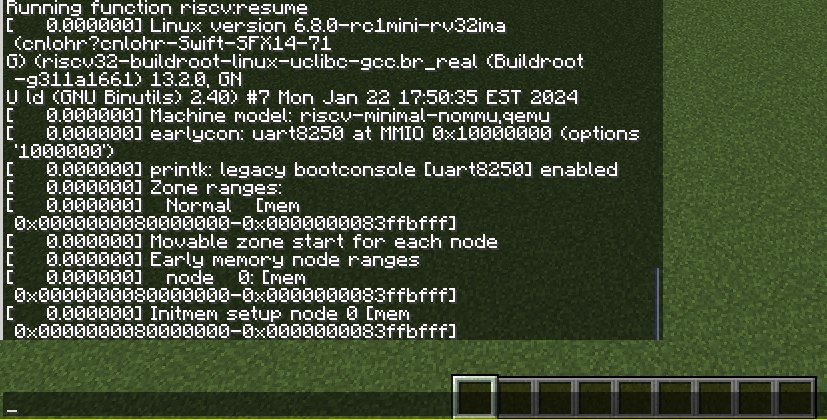 Running function riscv:resume
[    0.000000] Linux version 6.8.0-rc1mini-rv32ima
(cnlohr?cnlohr-Swift-SFX14-71
G) (riscv32-buildroot-linux-uclibc-gcc.br_real (Buildroot
-g311a1661) 13.2.0, GN
U ld (GNU Binutils) 2.40) #7 Mon Jan 22 17:50:35 EST 2024
[    0.000000] Machine model: riscv-minimal-nommu,qemu
[    0.000000] earlycon: uart8250 at MMIO 0x10000000 (options
'1000000')
[    0.000000] printk: legacy bootconsole [uart8250] enabled
[    0.000000] Zone ranges:
[    0.000000]   Normal   [mem
0x0000000080000000-0x0000000083ffbfff]
[    0.000000] Movable zone start for each node
[    0.000000] Early memory node ranges
[    0.000000]   node   0: [mem
0x0000000080000000-0x0000000083ffbfff]
[    0.000000] Initmem setup node 0 [mem
0x0000000080000000-0x0000000083ffbfff]
_